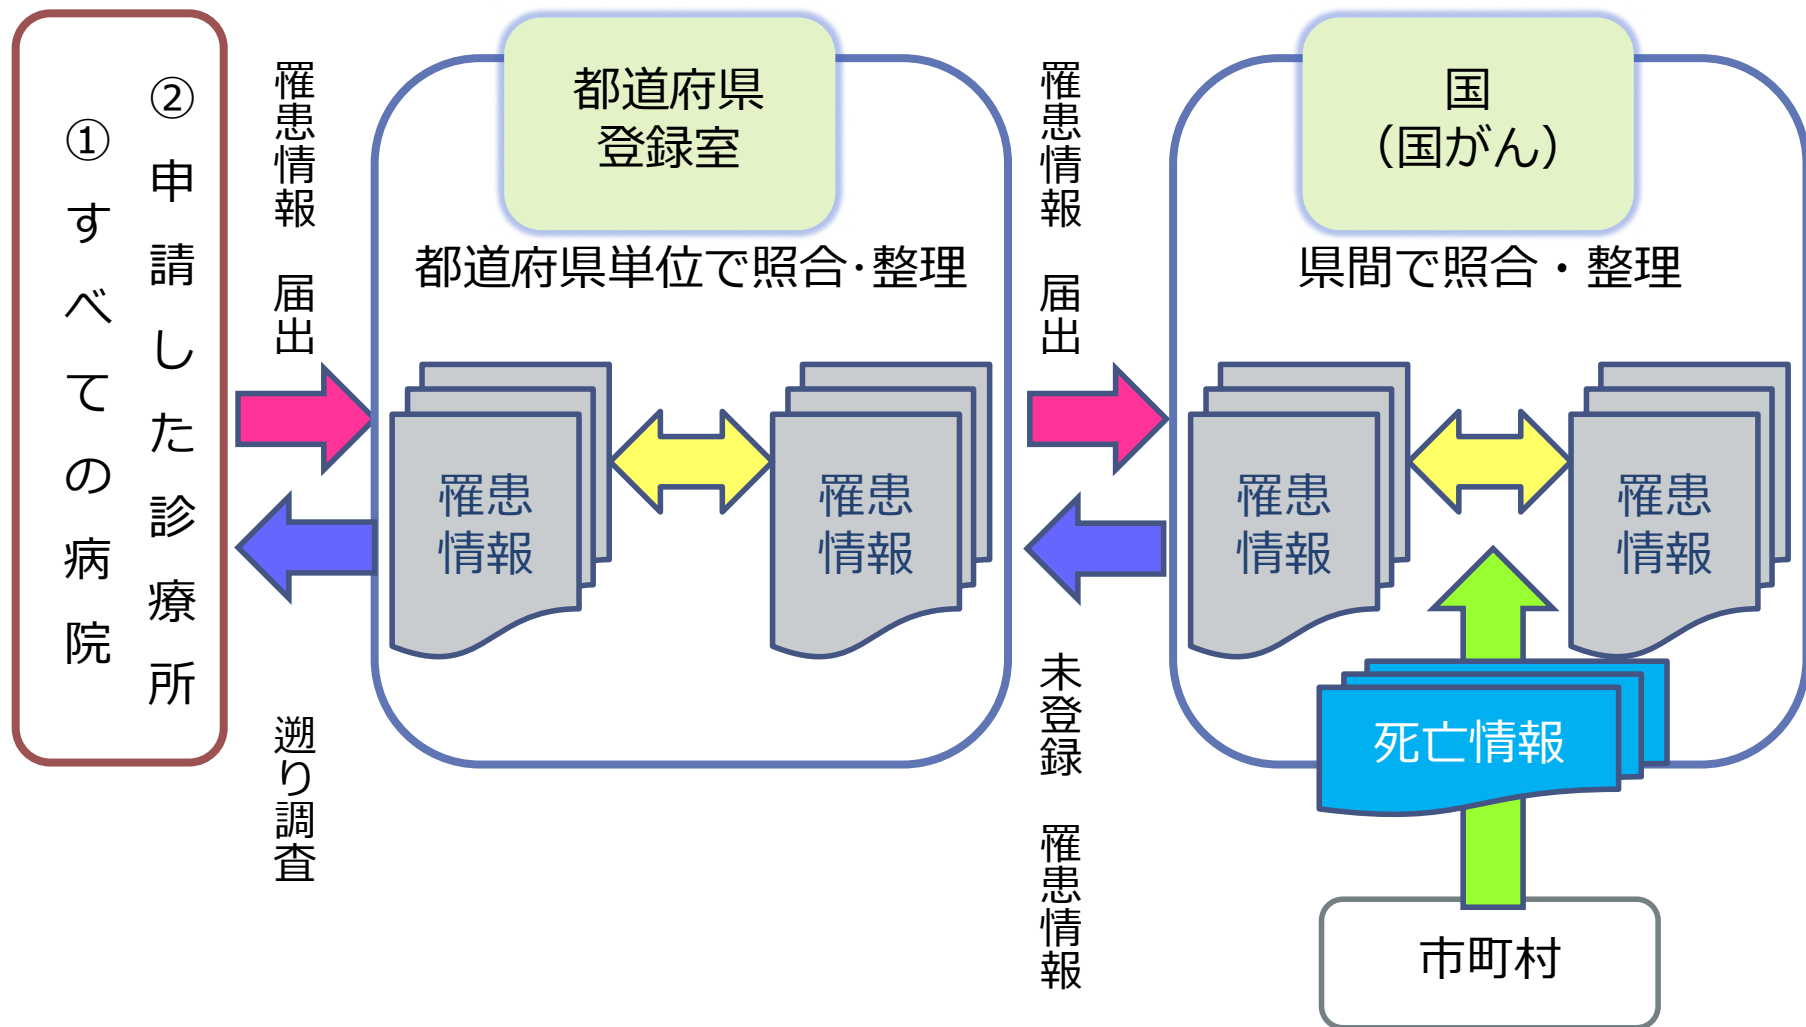 ②申請した診療所
①すべての病院
罹患情報 届出
遡り調査
都道府県
登録室
都道府県単位で照合･整理
罹患
情報
罹患
情報
罹患情報 届出
未登録 罹患情報
国
（国がん）
県間で照合・整理
罹患
情報
罹患
情報
死亡情報
市町村